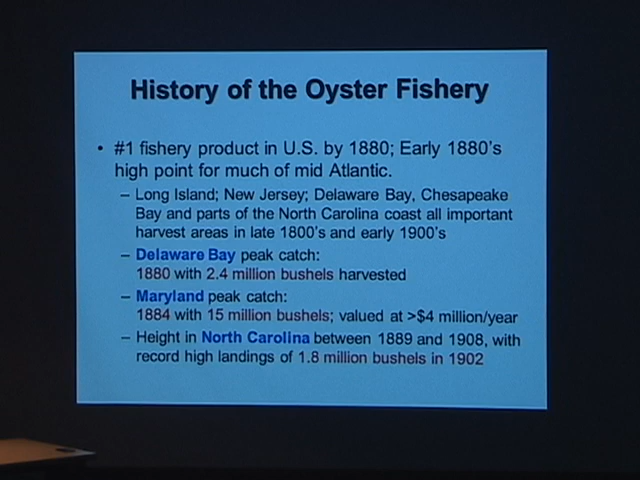 History of the Oyster Fishery
• #1 fishery product in U.S. by 1880; Early 1880's
high point for much of mid Atlantic.
– Long Island; New Jersey; Delaware Bay, Chesapeake
Bay and parts of the North Carolina coast all important
harvest areas in late 1800's and early 1900's
– Delaware Bay peak catch:
1880 with 2.4 million bushels harvested
– Maryland peak catch:
1884 with 15 million bushels; valued at >$4 million/year
– Height in North Carolina between 1889 and 1908, with
record high landings of 1.8 million bushels in 1902